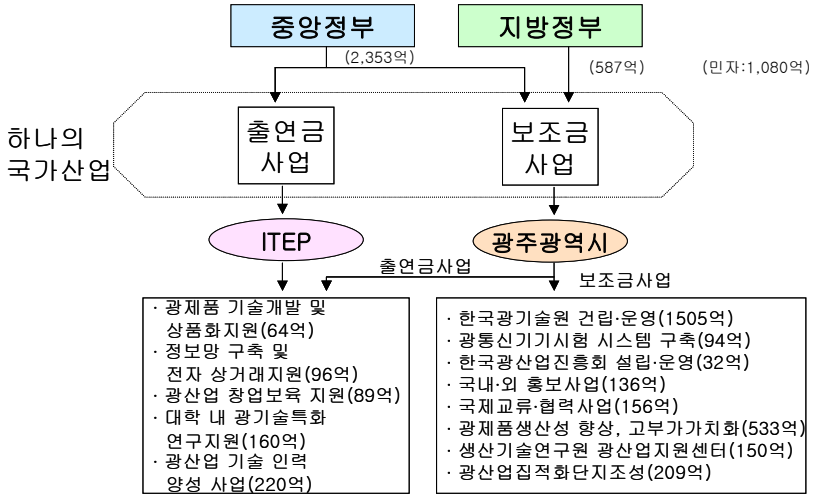 중앙정부
지방정부
(2,353억)
(587억)
(민자:1,080억)
하나의
국가산업
출연금
사업
보조금
사업
ITEP
광주광역시
출연금사업
보조금사업
· 광제품 기술개발 및
상품화지원(64억)
· 정보망 구축 및
전자 상거래지원(96억)
· 광산업 창업보육 지원(89억)
· 대학 내 광기술특화
연구지원(160억)
· 광산업 기술 인력
양성 사업(220억)
· 한국광기술원 건립·운영(1505억)
· 광통신기기시험 시스템 구축(94억)
· 한국광산업진흥회 설립·운영(32억)
· 국내·외 홍보사업(136억)
· 국제교류·협력사업(156억)
· 광제품생산성 향상, 고부가가치화(533억)
· 생산기술연구원 광산업지원센터(150억)
· 광산업집적화단지조성(209억)